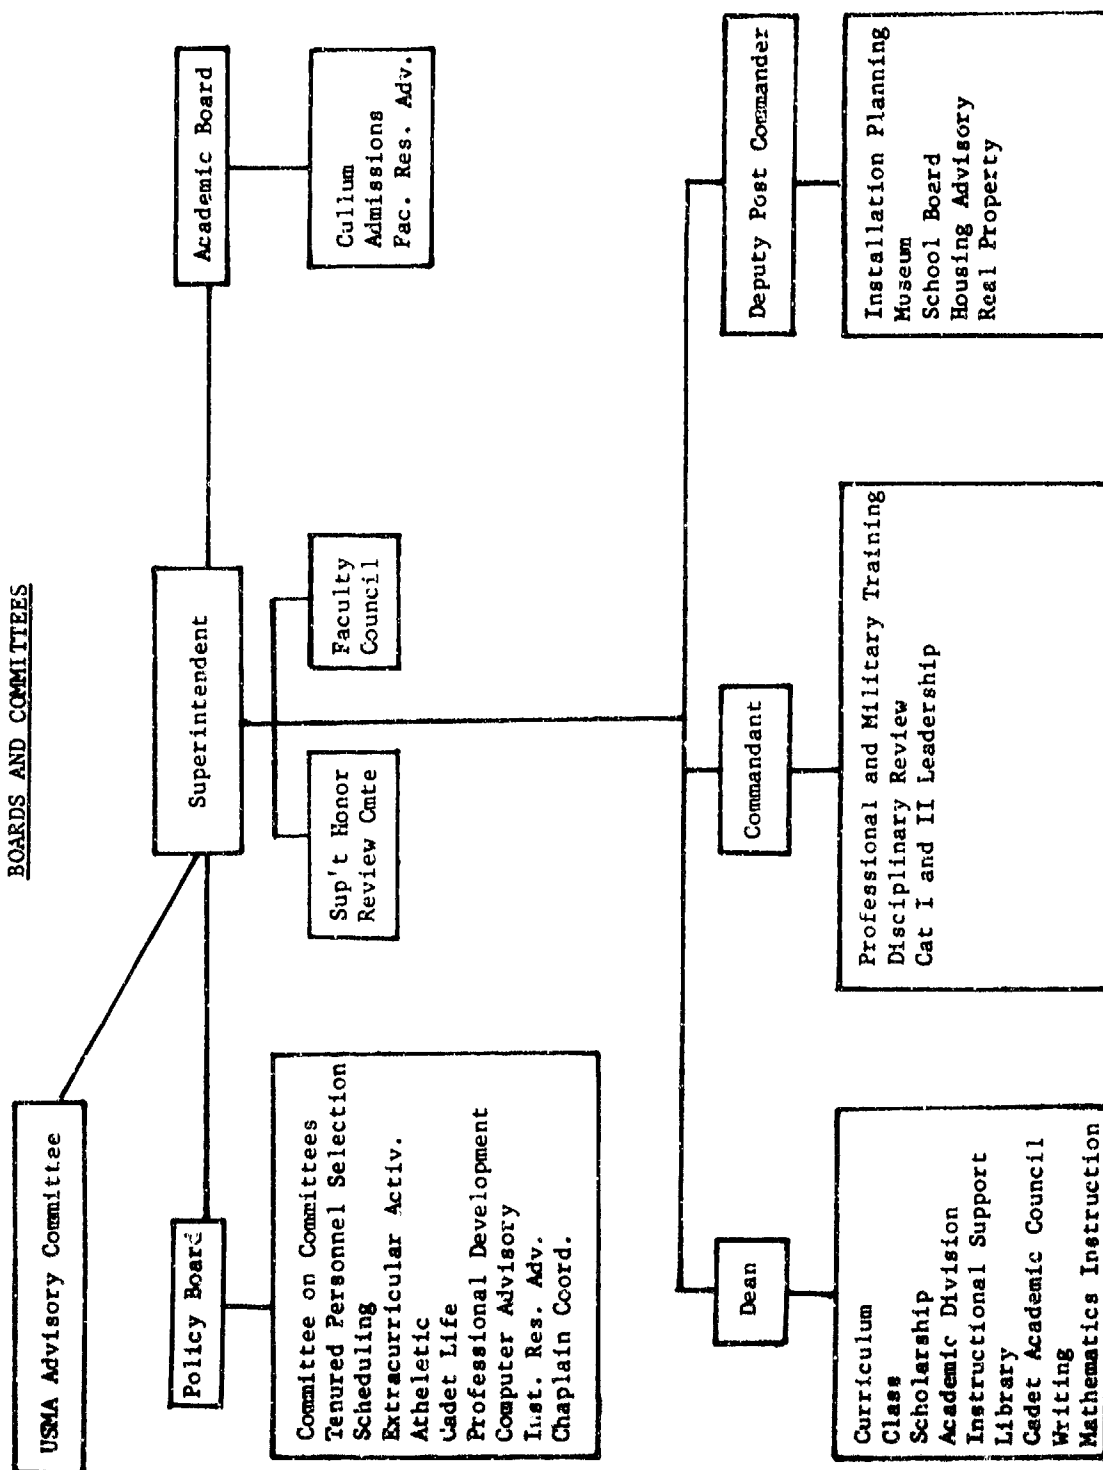 BOARDS AND COMMITTEES
USMA Advisory Committee
Superintendent
Policy Board
Academic Board
Committee on Committees
Tenured Personnel Selection
Scheduling
Extracurricular Activ.
Atheletic
Cadet Life
Professional Development
Computer Advisory
Inst. Res. Adv.
Chaplain Coord.
Sup't Honor
Review Cmte
Faculty
Council
Cullum
Admissions
Fac. Res. Adv.
Dean
Commandant
Deputy Post Commander
Curriculum
Class
Scholarship
Academic Division
Instructional Support
Library
Cadet Academic Council
Writing
Mathematics Instruction
Professional and Military Training
Disciplinary Review
Cat I and II Leadership
Installation Planning
Museum
School Board
Housing Advisory
Real Property